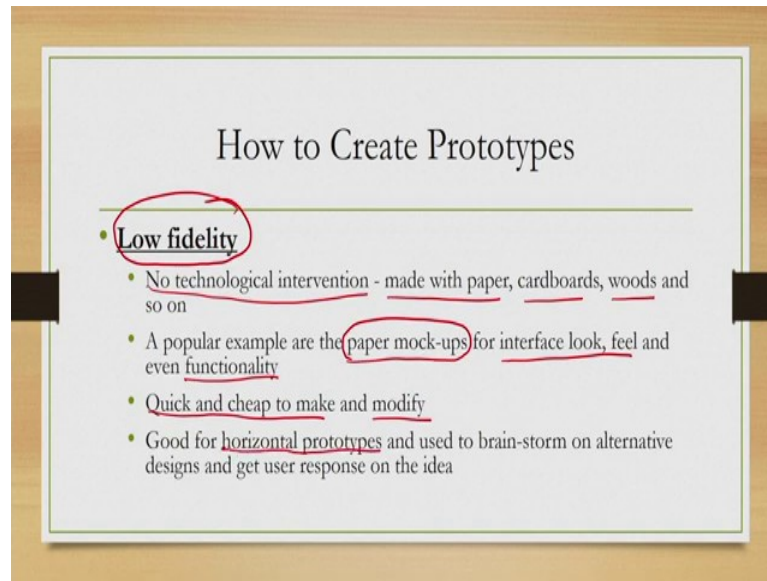 How to Create Prototypes
• Low fidelity
• No technological intervention - made with paper, cardboards, woods and
so on
• A popular example are the paper mock-ups for interface look, feel and
even functionality
• Quick and cheap to make and modify
• Good for horizontal prototypes and used to brain-storm on alternative
designs and get user response on the idea